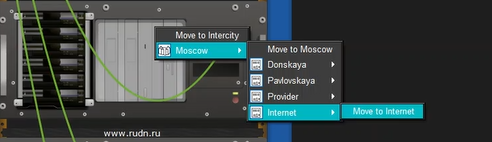 Move to Intercity
Moscow
Move to Moscow
Donskaya
Pavlovskaya
Provider
Internet
Move to Internet
www.rudn.ru